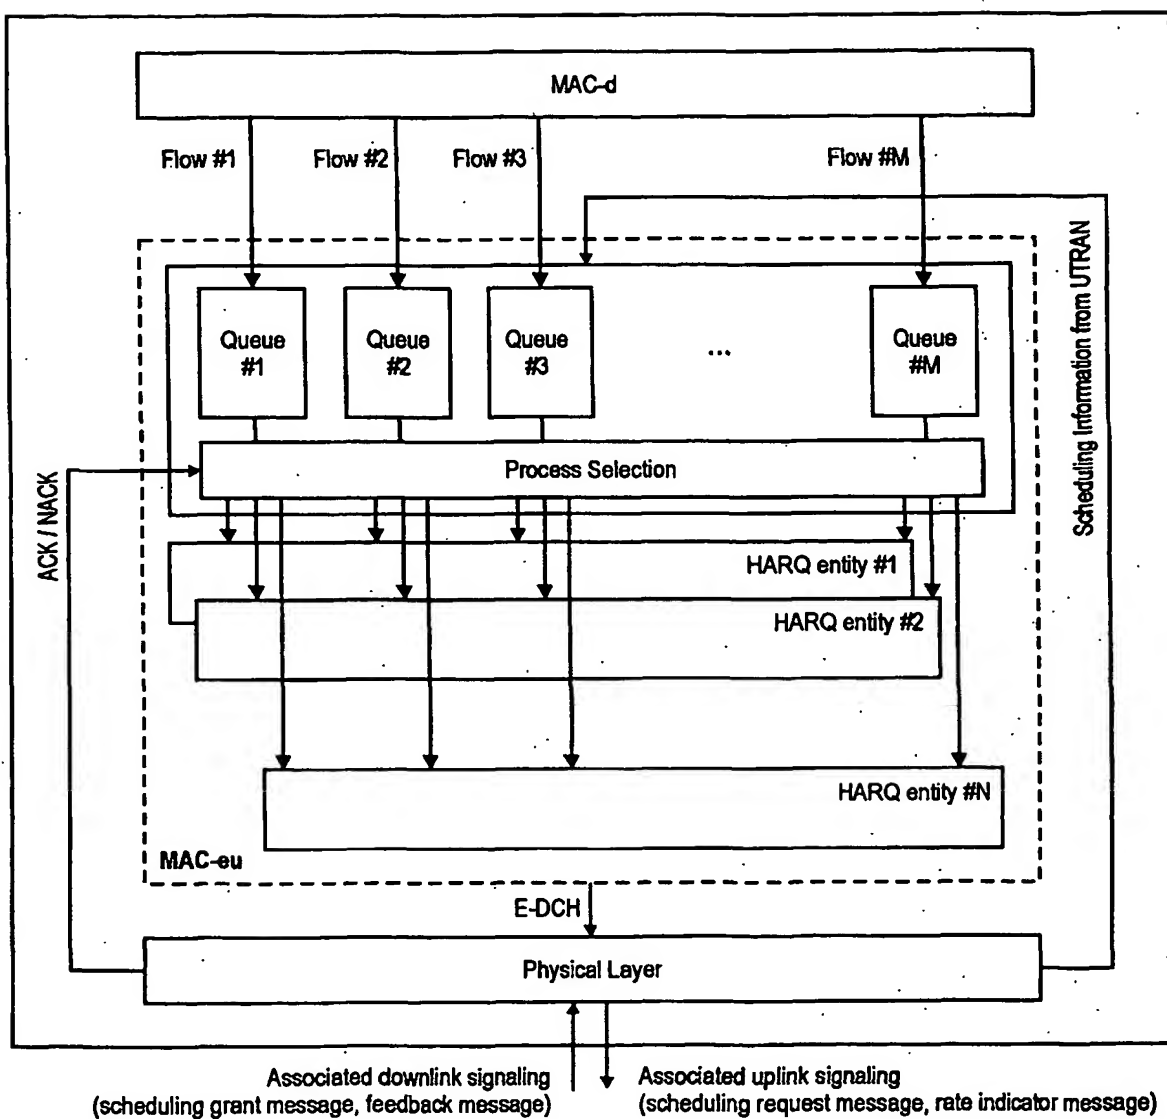 MAC-d
Flow #1
Flow #2
Flow #3
Flow #M
Queue
#1
Queue
#2
Queue
#3
...
Queue
#M
Process Selection
ACK / NACK
Scheduling Information from UTRAN
HARQ entity #1
HARQ entity #2
HARQ entity #N
MAC-eu
E-DCH
Physical Layer
Associated downlink signaling
(scheduling grant message, feedback message)
Associated uplink signaling
(scheduling request message, rate indicator message)